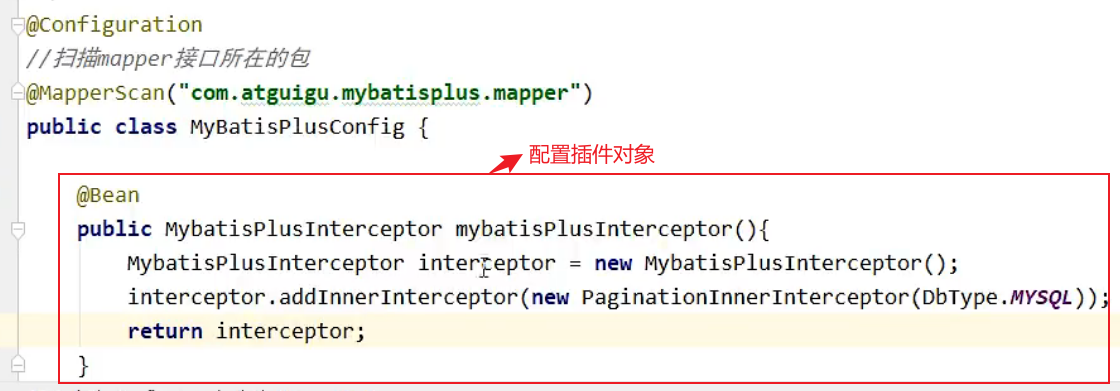 @Configuration
//扫描mapper接口所在的包
@MapperScan("com.atguigu.mybatisplus.mapper")
public class MyBatisPlusConfig {
配置插件对象
@Bean
public MybatisPlusInterceptor mybatisPlusInterceptor(){
MybatisPlusInterceptor interceptor = new MybatisPlusInterceptor();
interceptor.addInnerInterceptor(new PaginationInnerInterceptor(DbType.MYSQL));
return interceptor;
}